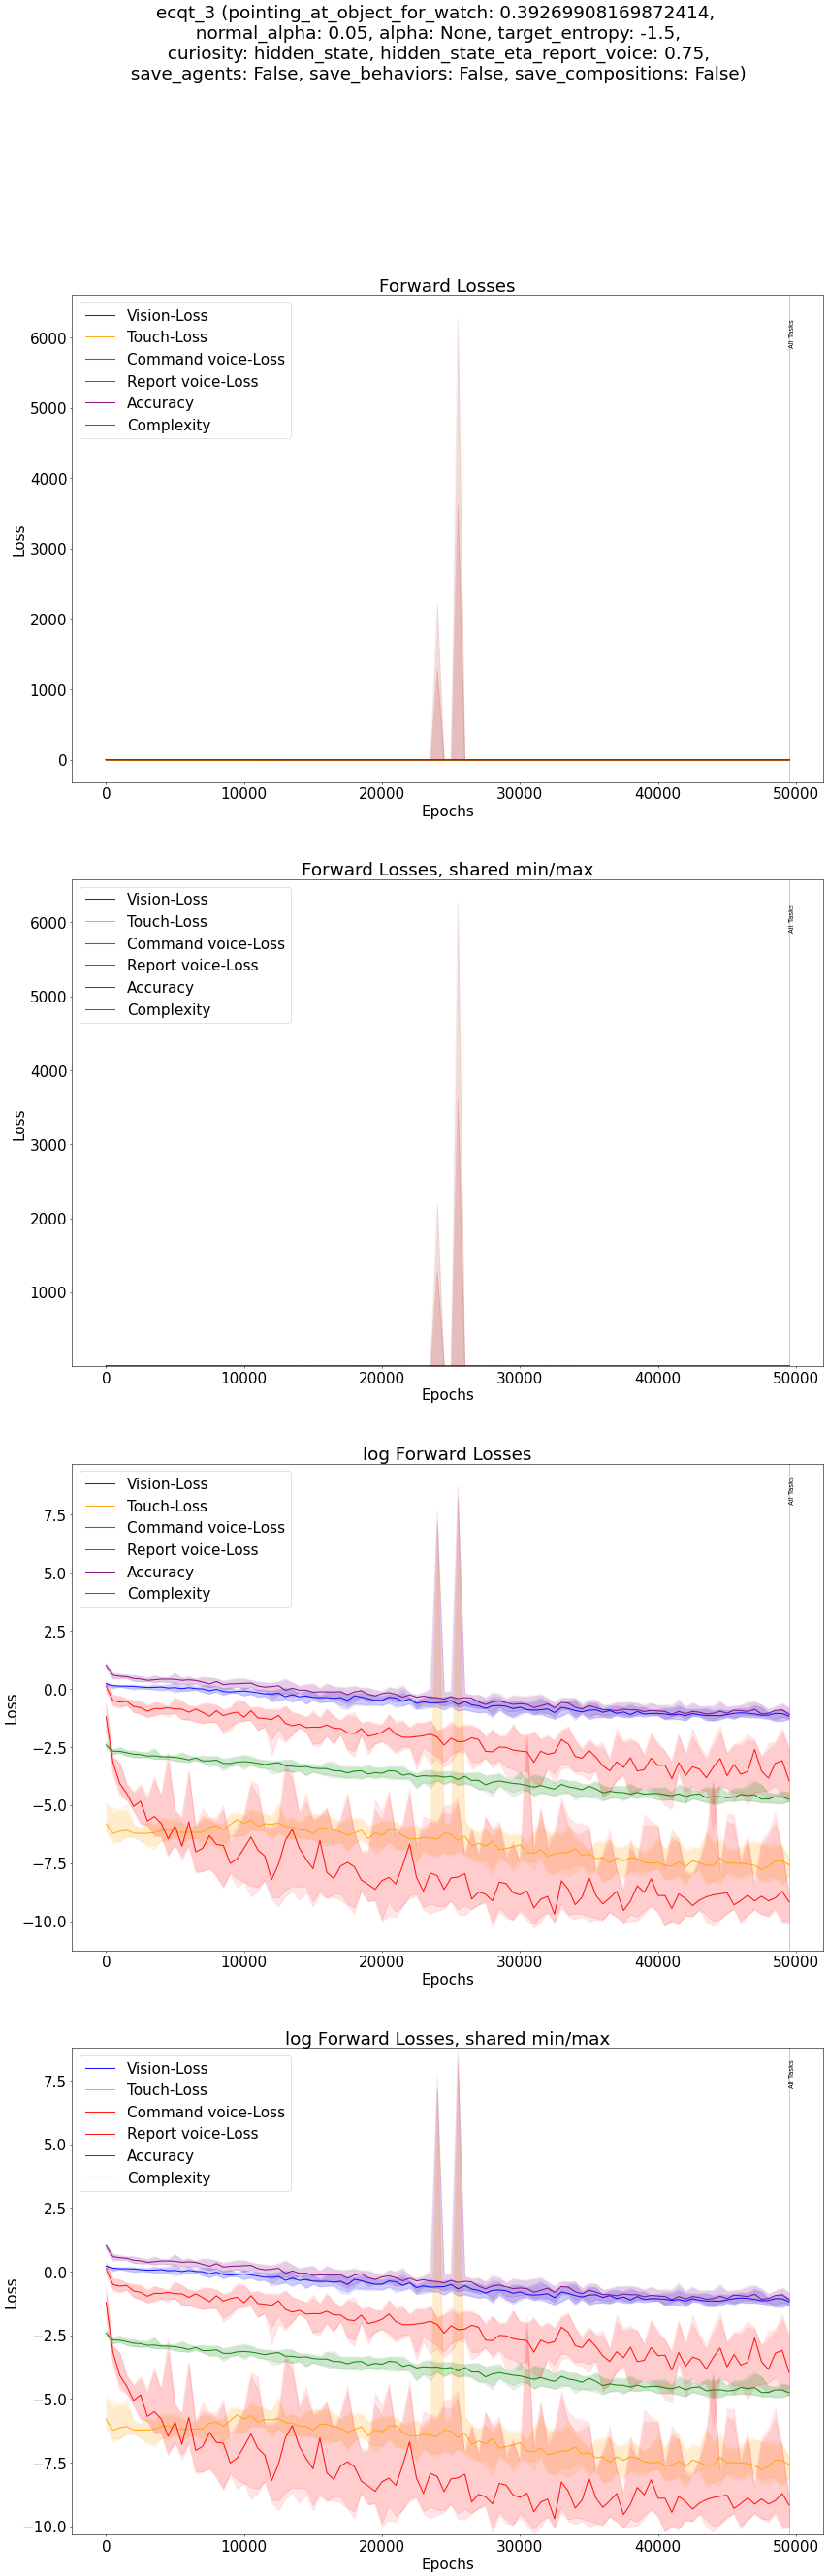 ecqt_3 (pointing_at_object_for_watch: 0.39269908169872414,
normal_alpha: 0.05, alpha: None, target_entropy: -1.5,
curiosity: hidden_state, hidden_state_eta_report_voice: 0.75,
save_agents: False, save_behaviors: False, save_compositions: False)
Forward Losses
Vision-Loss
Touch-Loss
Command voice-Loss
Report voice-Loss
Accuracy
Complexity
All Tasks
6000
5000
4000
3000
2000
1000
0
Loss
0 10000 20000 30000 40000 50000
Epochs
Forward Losses, shared min/max
Vision-Loss
Touch-Loss
Command voice-Loss
Report voice-Loss
Accuracy
Complexity
All Tasks
6000
5000
4000
3000
2000
1000
Loss
0 10000 20000 30000 40000 50000
Epochs
log Forward Losses
Vision-Loss
Touch-Loss
Command voice-Loss
Report voice-Loss
Accuracy
Complexity
All Tasks
7.5
5.0
2.5
0.0
−2.5
−5.0
−7.5
−10.0
Loss
0 10000 20000 30000 40000 50000
Epochs
log Forward Losses, shared min/max
Vision-Loss
Touch-Loss
Command voice-Loss
Report voice-Loss
Accuracy
Complexity
All Tasks
7.5
5.0
2.5
0.0
−2.5
−5.0
−7.5
−10.0
Loss
0 10000 20000 30000 40000 50000
Epochs